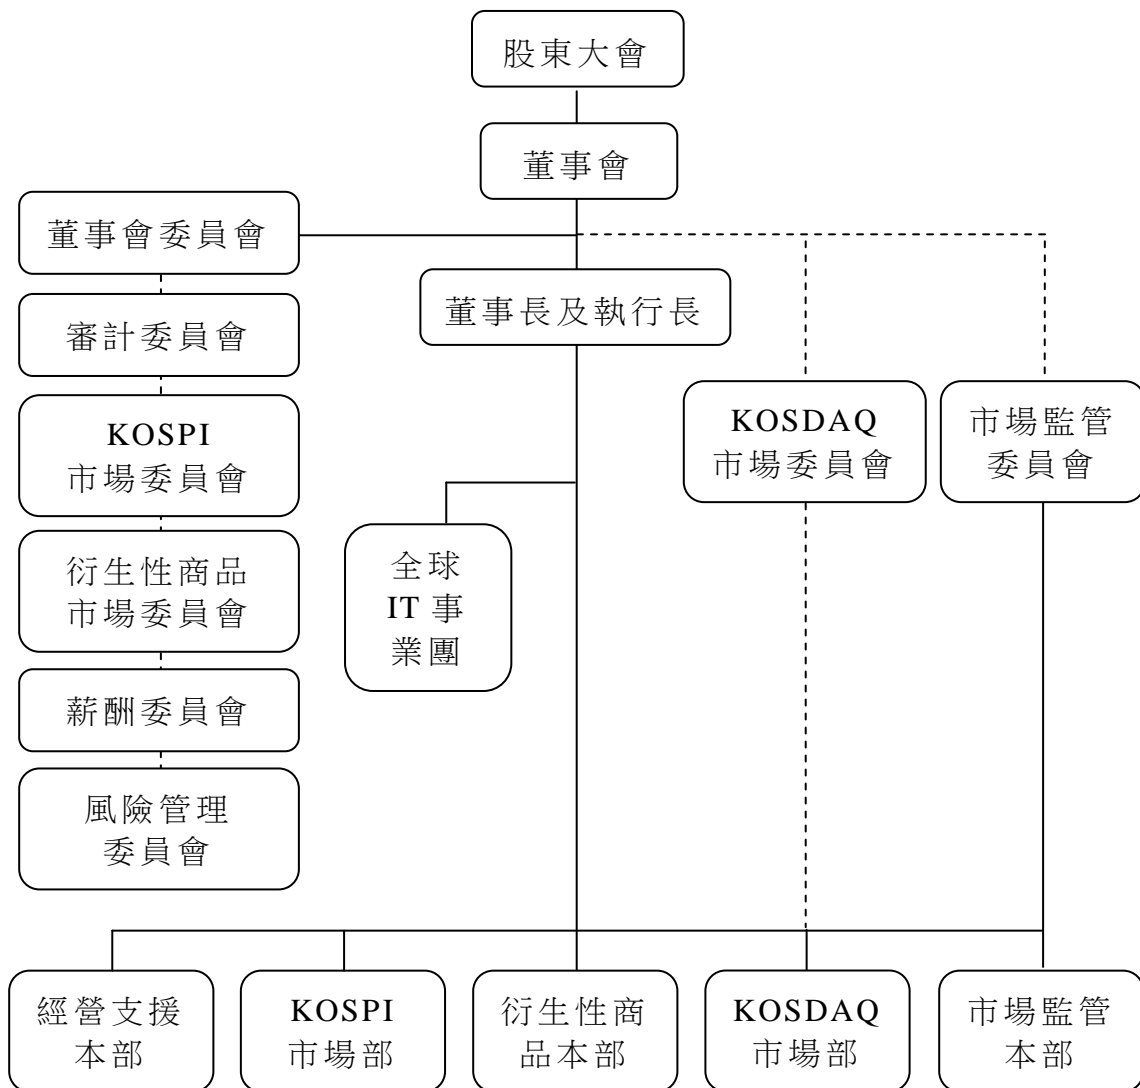 股東大會
董事會
董事會委員會
董事長及執行長
審計委員會
KOSPI
市場委員會
KOSDAQ
市場委員會
市場監管
委員會
衍生性商品
市場委員會
全球
IT 事
業團
薪酬委員會
風險管理
委員會
經營支援
本部
KOSPI
市場部
衍生性商
品本部
KOSDAQ
市場部
市場監管
本部